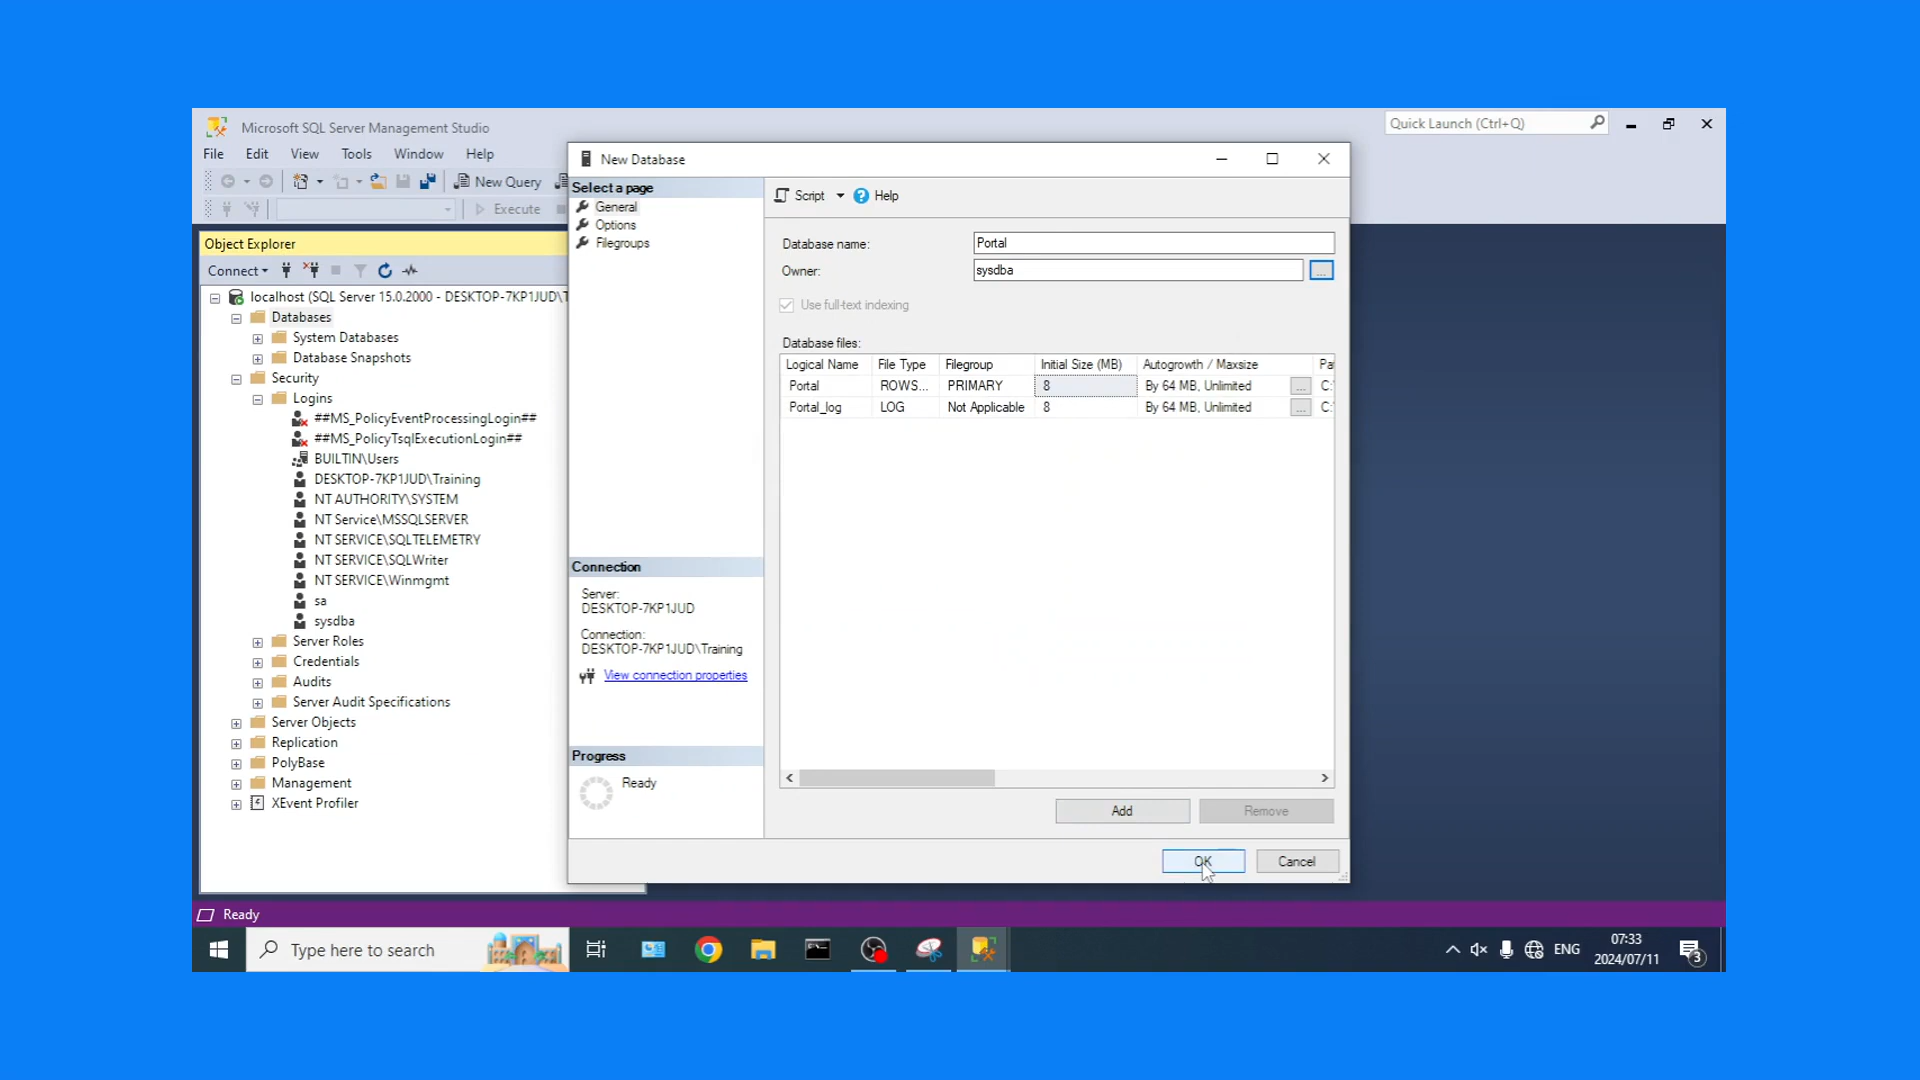 Microsoft SQL Server Management Studio
Quick Launch (Ctrl+Q)
File Edit View Tools Window Help
New Query
Execute
Object Explorer
Connect
localhost (SQL Server 15.0.2000 - DESKTOP-7KP1JUD\T
Databases
System Databases
Database Snapshots
Security
Logins
##MS_PolicyEventProcessingLogin##
##MS_PolicyTsqlExecutionLogin##
BUILTIN\Users
DESKTOP-7KP1JUD\Training
NT AUTHORITY\SYSTEM
NT Service\MSSQLSERVER
NT SERVICE\SQLTELEMETRY
NT SERVICE\SQLWriter
NT SERVICE\Winmgmt
sa
sysdba
Server Roles
Credentials
Audits
Server Audit Specifications
Server Objects
Replication
PolyBase
Management
XEvent Profiler
New Database
Select a page
General
Options
Filegroups
Connection
Server:
DESKTOP-7KP1JUD
Connection:
DESKTOP-7KP1JUD\Training
View connection properties
Progress
Ready
Script Help
Database name: Portal
Owner: sysdba ...
Use full-text indexing
Database files:
Logical Name File Type Filegroup Initial Size (MB) Autogrowth / Maxsize Pa
Portal ROWS... PRIMARY 8 By 64 MB, Unlimited ... C:\
Portal_log LOG Not Applicable 8 By 64 MB, Unlimited ... C:\
Add Remove
OK Cancel
Ready
Type here to search
ENG
07:33
2024/07/11
3